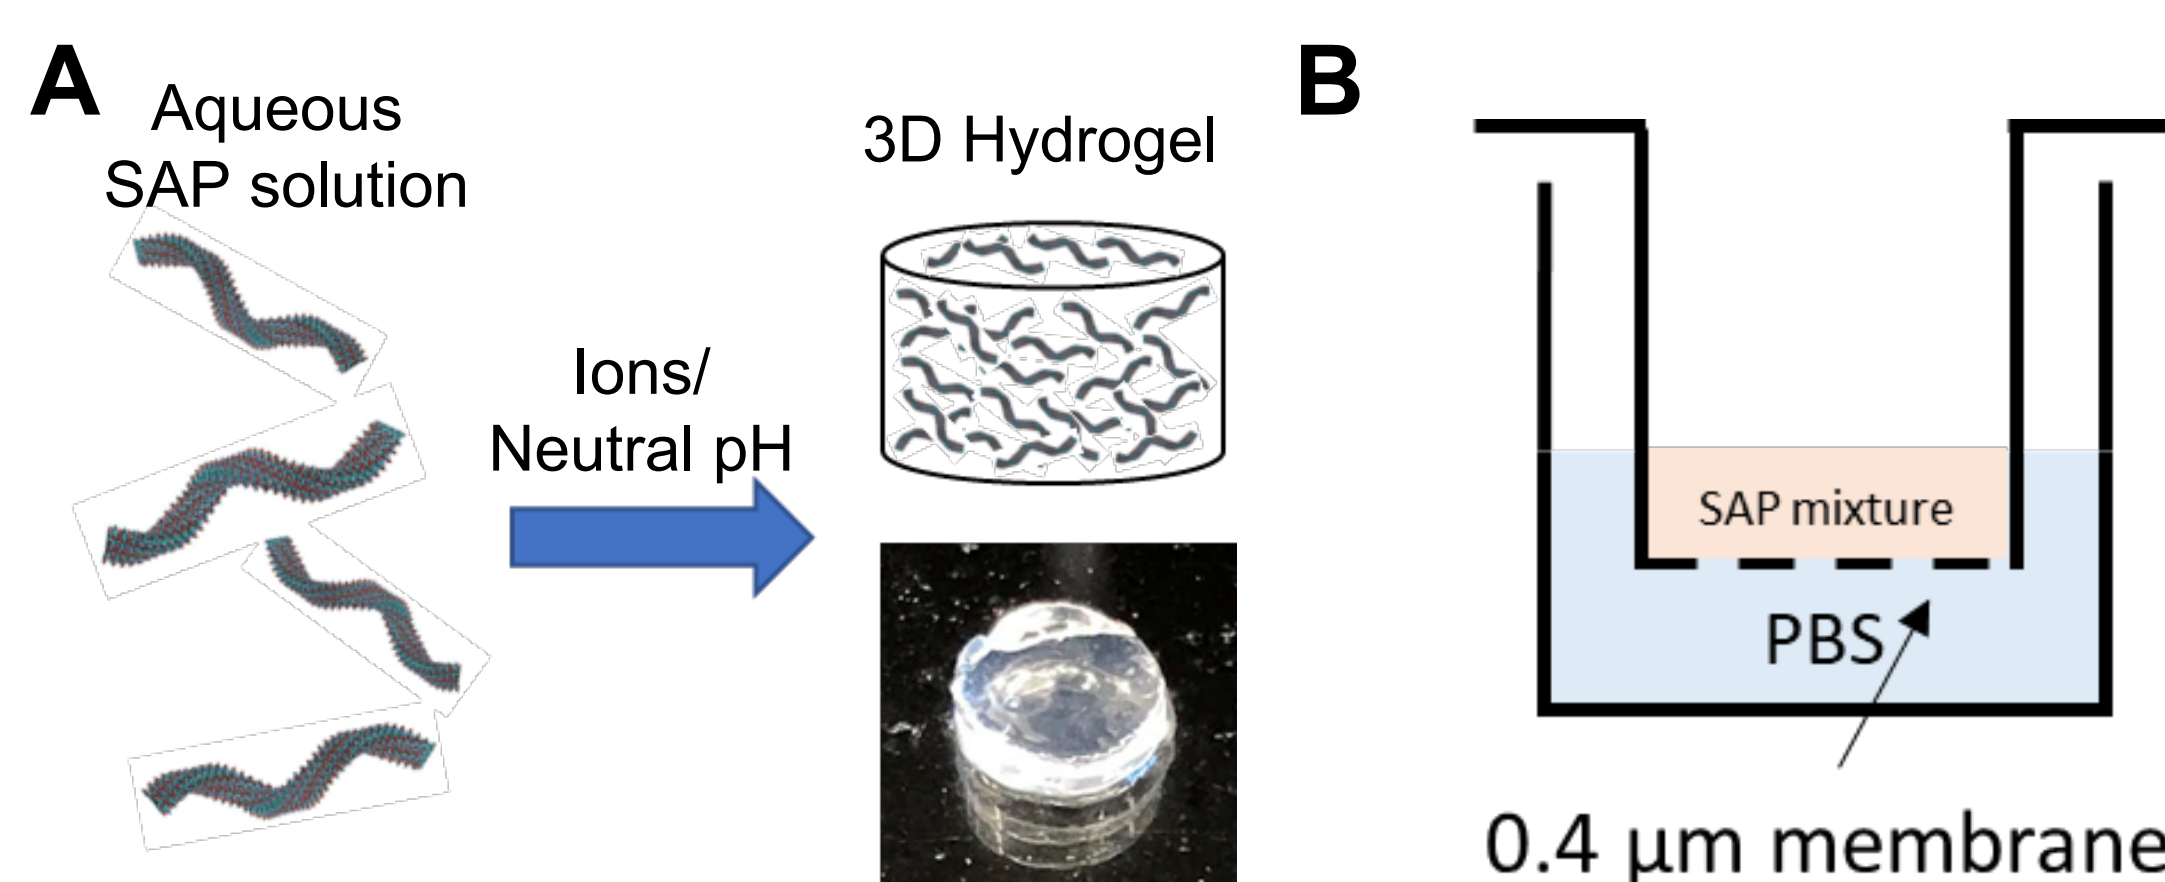 A
Aqueous
SAP solution
Ions/
Neutral pH
3D Hydrogel
B
SAP mixture
PBS
0.4 µm membrane